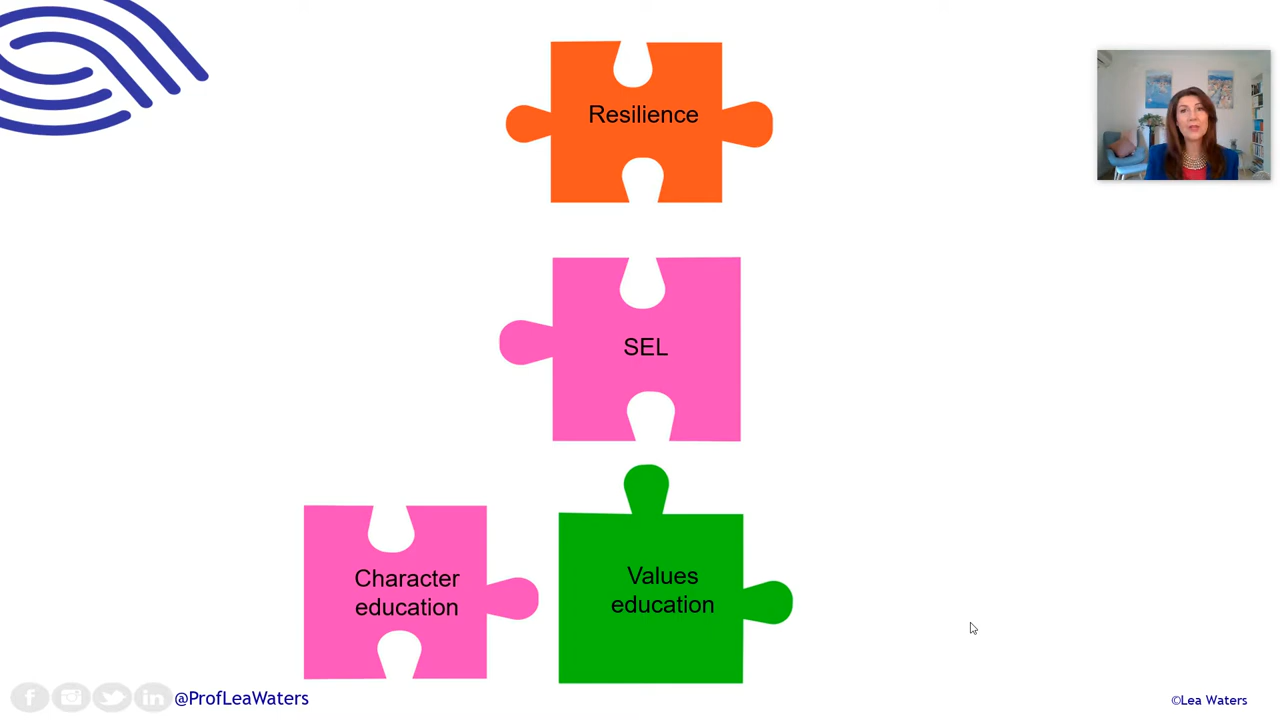 Resilience
SEL
Character
education
Values
education
@ProfLeaWaters
©Lea Waters